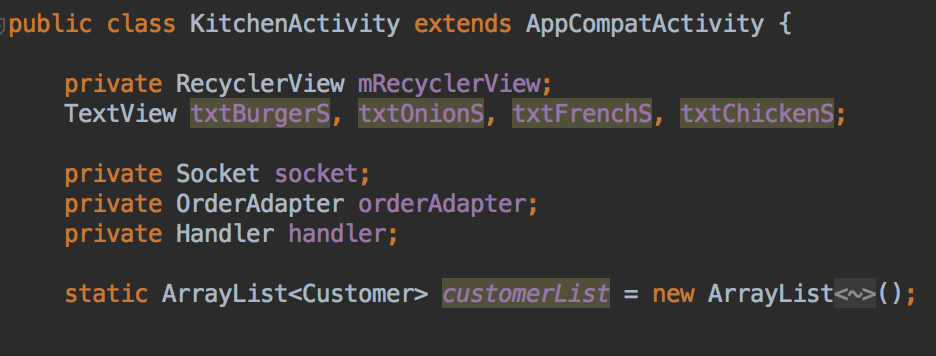 public class KitchenActivity extends AppCompatActivity {
private RecyclerView mRecyclerView;
TextView txtBurgerS, txtOnionS, txtFrenchS, txtChickenS;
private Socket socket;
private OrderAdapter orderAdapter;
private Handler handler;
static ArrayList<Customer> customerList = new ArrayList<~>();